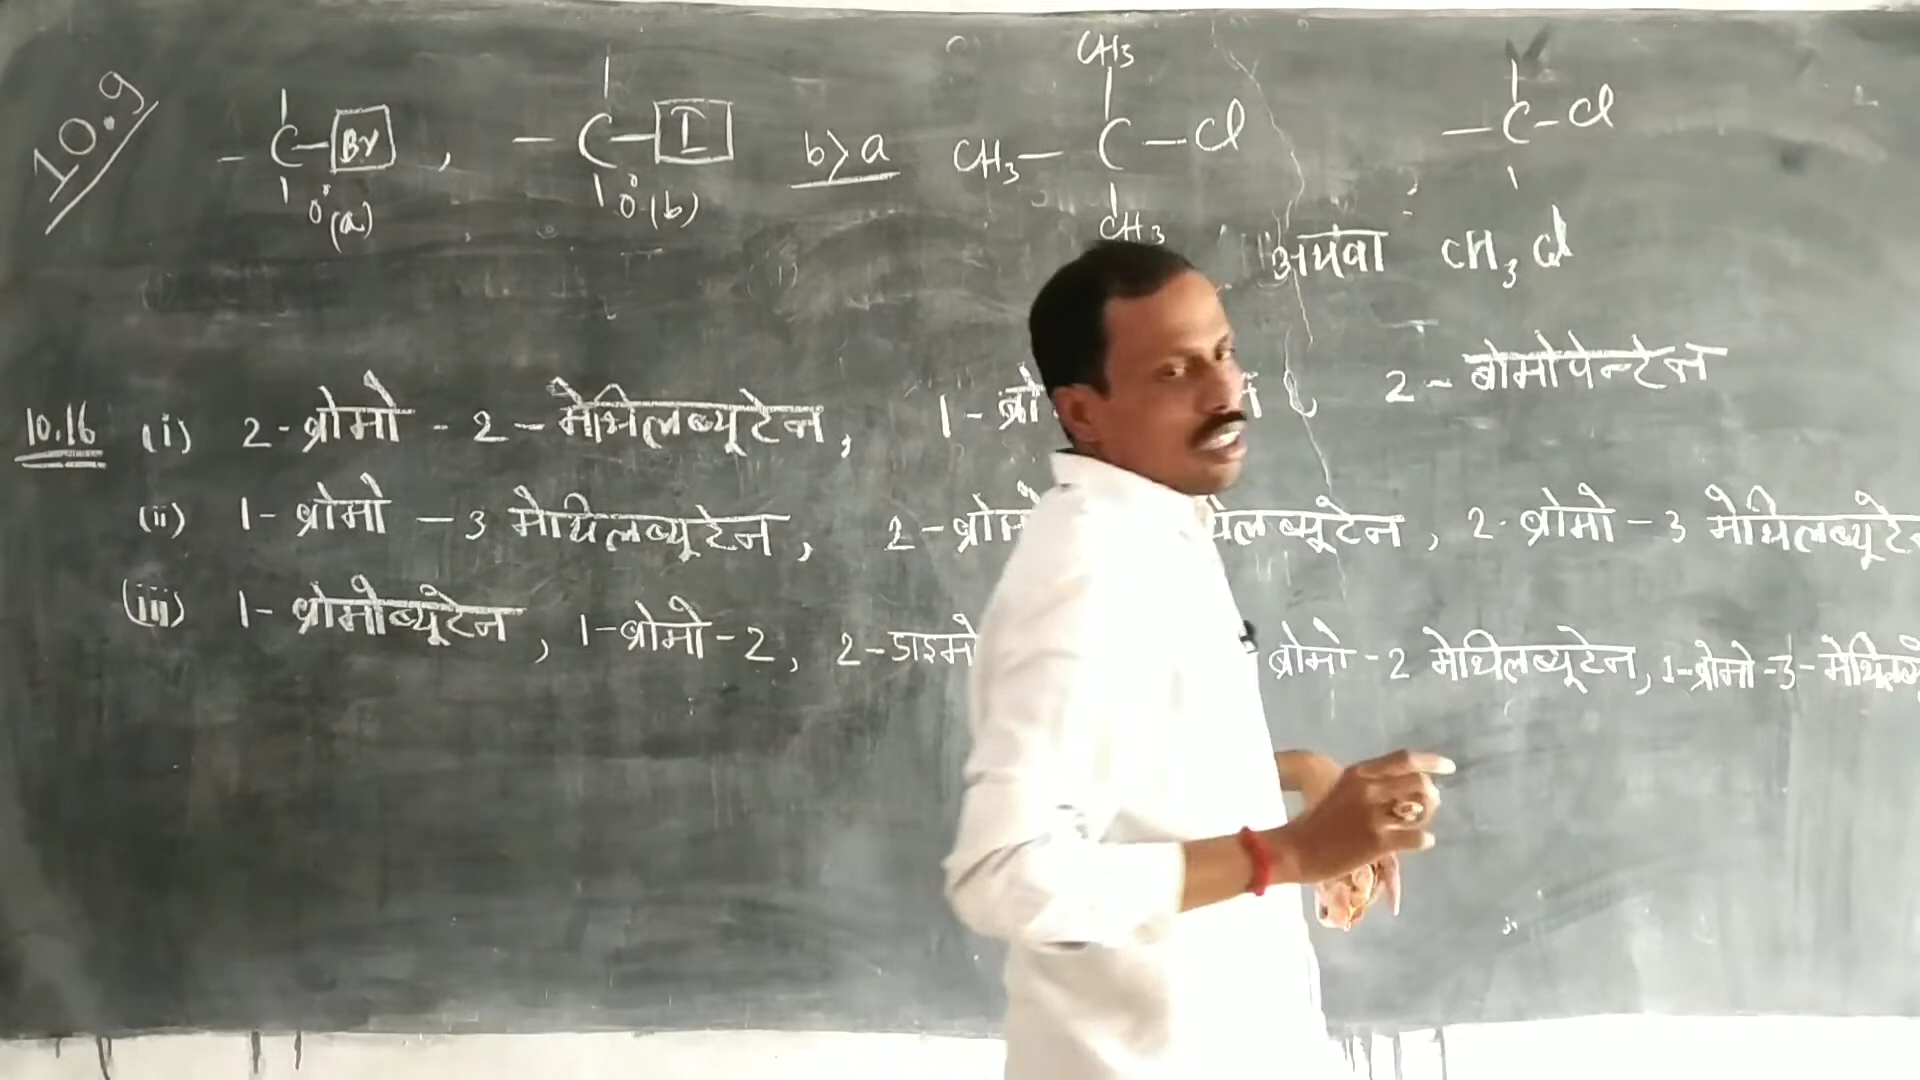 10.9
CH3
– C – Br , – C – I b > a CH3 – C – Cl – C – Cl
(a) (b) CH3
अथवा CH3Cl
10.16 (i) 2-ब्रोमो - 2 – मेथिलब्यूटेन, 1 - ब्रो न, 2 - ब्रोमोपेन्टेन
(ii) 1- ब्रोमो – 3 मेथिलब्यूटेन, 2 – ब्रोमो थिलब्यूटेन, 2- ब्रोमो – 3 मेथिलब्यूटे
(iii) 1- ब्रोमोब्यूटेन, 1-ब्रोमो-2, 2-डाइमे ब्रोमो -2 मेथिलब्यूटेन, 1-ब्रोमो-3-मेथिलब्यू